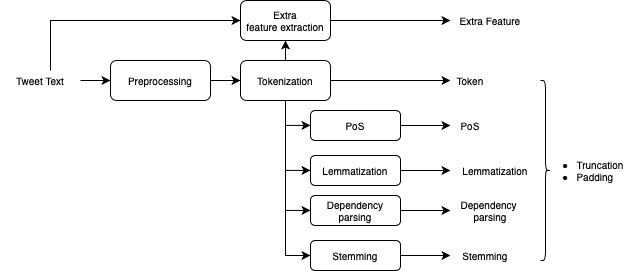 Extra
feature extraction
Extra Feature
Tweet Text
Preprocessing
Tokenization
Token
PoS
PoS
Lemmatization
Lemmatization
Dependency
parsing
Dependency
parsing
Stemming
Stemming
• Truncation
• Padding